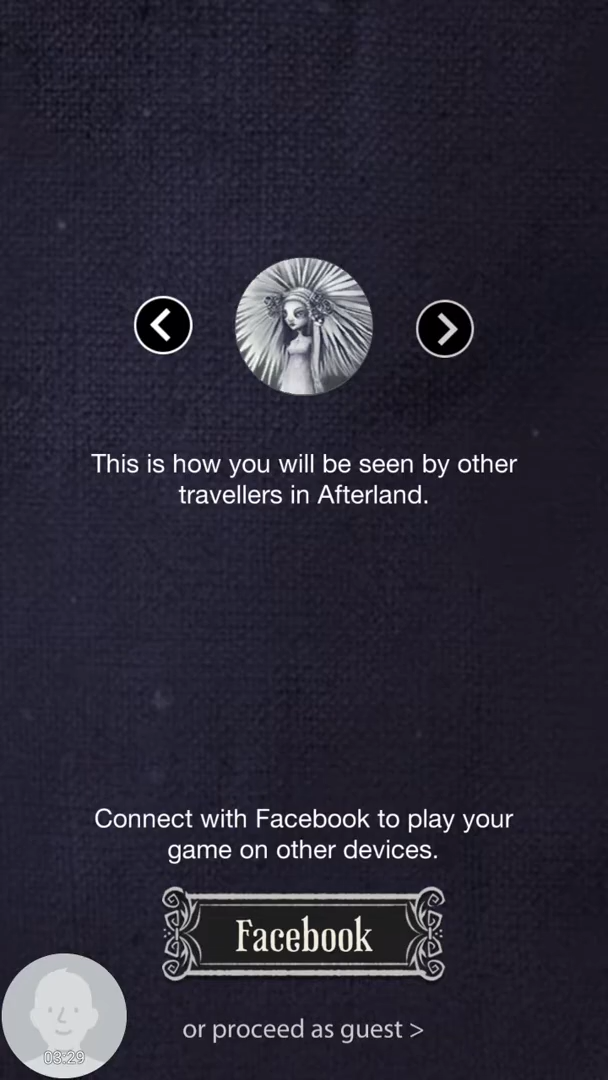 This is how you will be seen by other
travellers in Afterland.
Connect with Facebook to play your
game on other devices.
Facebook
or proceed as guest >
03:29